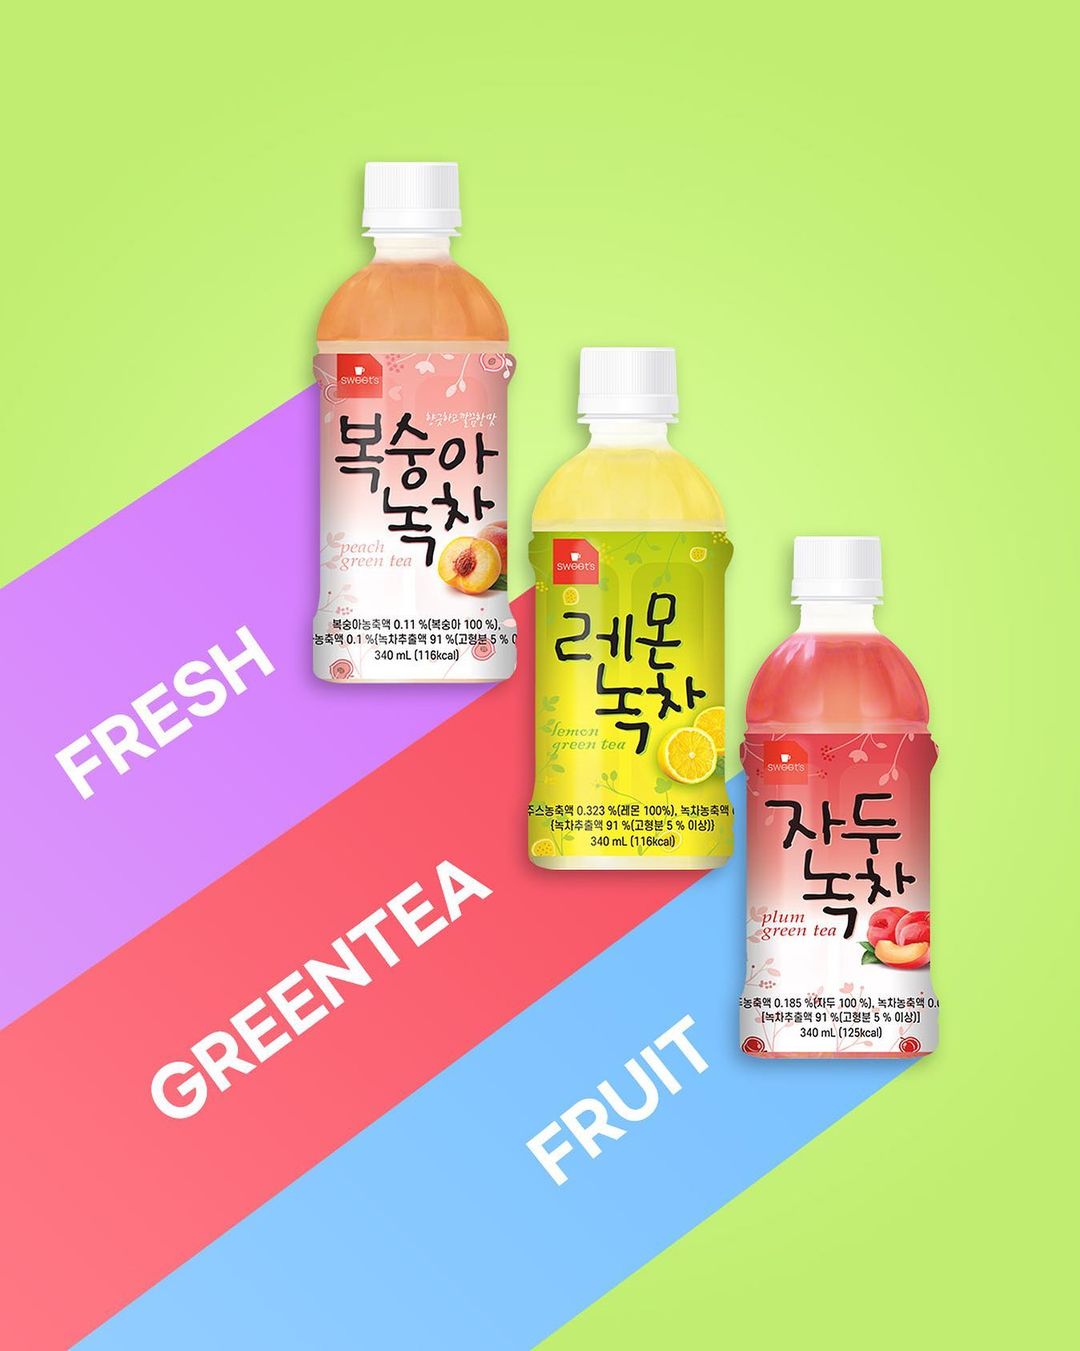 sweet's
향긋하고 깔끔한 맛
복숭아
녹차
peach
green tea
복숭아농축액 0.11 %(복숭아 100 %),
농축액 0.1 %{녹차추출액 91 %(고형분 5 %
340 mL (116kcal)
sweet's
레몬
녹차
lemon
green tea
주스농축액 0.323 %(레몬 100%), 녹차농축액
{녹차추출액 91 %(고형분 5 % 이상)}
340 mL (116kcal)
sweet's
자두
녹차
plum
green tea
농축액 0.185 %(자두 100 %), 녹차농축액
[녹차추출액 91 %(고형분 5 % 이상)]
340 mL (125kcal)
FRESH
GREENTEA
FRUIT